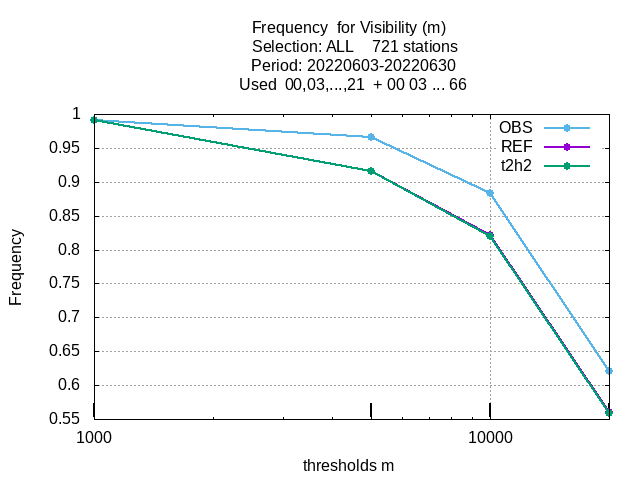 Frequency  for Visibility (m)
Selection: ALL    721 stations
Period: 20220603-20220630
Used  00,03,...,21  + 00 03 ... 66
OBS
REF
t2h2
1
0.95
0.9
0.85
0.8
0.75
0.7
0.65
0.6
0.55
Frequency
1000
10000
thresholds m